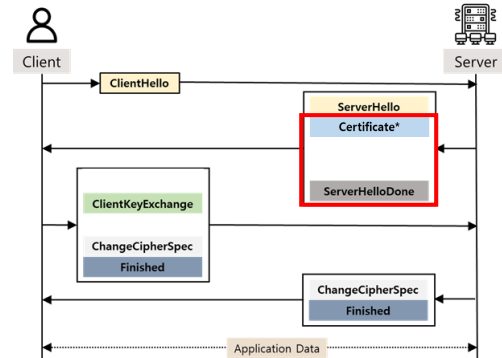 Client
Server
ClientHello
ServerHello
Certificate*
ServerHelloDone
ClientKeyExchange
ChangeCipherSpec
Finished
ChangeCipherSpec
Finished
Application Data